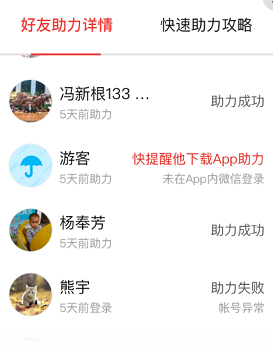 好友助力详情 快速助力攻略
冯新根133 ...
助力成功
5天前助力
游客
快提醒他下载App助力
5天前助力
未在App内微信登录
杨奉芳
助力成功
5天前助力
熊宇
助力失败
5天前登录
帐号异常